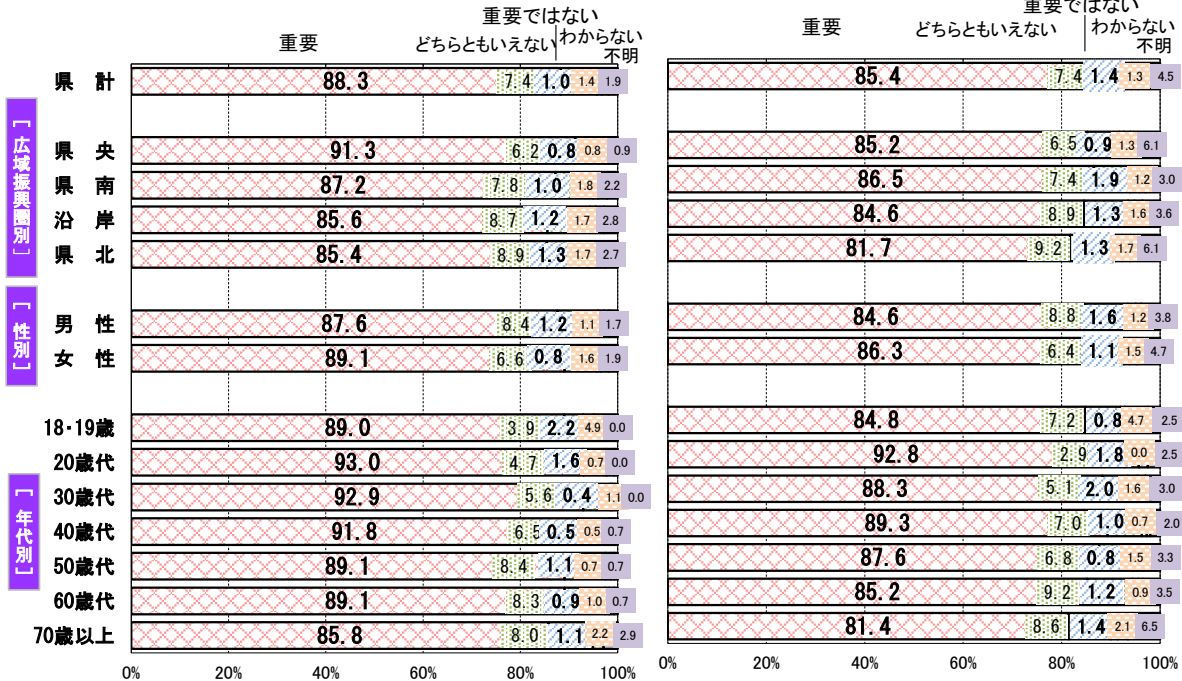 重要ではない
重要 どちらともいえない わからない
不明
県 計 88.3 7.4 1.0 1.4 1.9
[広域振興圏別]
県 央 91.3 6.2 0.8 0.8 0.9
県 南 87.2 7.8 1.0 1.8 2.2
沿 岸 85.6 8.7 1.2 1.7 2.8
県 北 85.4 8.9 1.3 1.7 2.7
[性別]
男 性 87.6 8.4 1.2 1.1 1.7
女 性 89.1 6.6 0.8 1.6 1.9
[年代別]
18・19歳 89.0 3.9 2.2 4.9 0.0
20歳代 93.0 4.7 1.6 0.7 0.0
30歳代 92.9 5.6 0.4 1.1 0.0
40歳代 91.8 6.5 0.5 0.5 0.7
50歳代 89.1 8.4 1.1 0.7 0.7
60歳代 89.1 8.3 0.9 1.0 0.7
70歳以上 85.8 8.0 1.1 2.2 2.9
0% 20% 40% 60% 80% 100%
重要ではない
重要 どちらともいえない わからない
不明
85.4 7.4 1.4 1.3 4.5
85.2 6.5 0.9 1.3 6.1
86.5 7.4 1.9 1.2 3.0
84.6 8.9 1.3 1.6 3.6
81.7 9.2 1.3 1.7 6.1
84.6 8.8 1.6 1.2 3.8
86.3 6.4 1.1 1.5 4.7
84.8 7.2 0.8 4.7 2.5
92.8 2.9 1.8 0.0 2.5
88.3 5.1 2.0 1.6 3.0
89.3 7.0 1.0 0.7 2.0
87.6 6.8 0.8 1.5 3.3
85.2 9.2 1.2 0.9 3.5
81.4 8.6 1.4 2.1 6.5
0% 20% 40% 60% 80% 100%